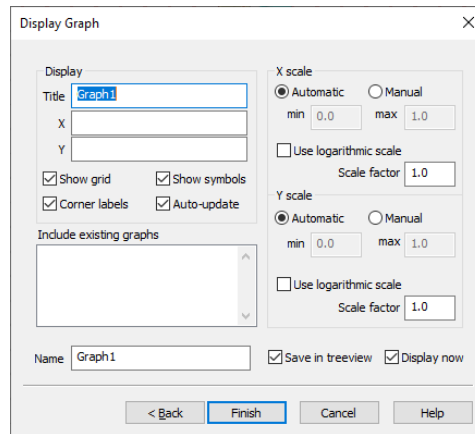 Display Graph
Display
Title Graph1
X
Y
Show grid Show symbols
Corner labels Auto-update
Include existing graphs
X scale
Automatic Manual
min 0.0 max 1.0
Use logarithmic scale
Scale factor 1.0
Y scale
Automatic Manual
min 0.0 max 1.0
Use logarithmic scale
Scale factor 1.0
Name Graph1 Save in treeview Display now
< Back Finish Cancel Help